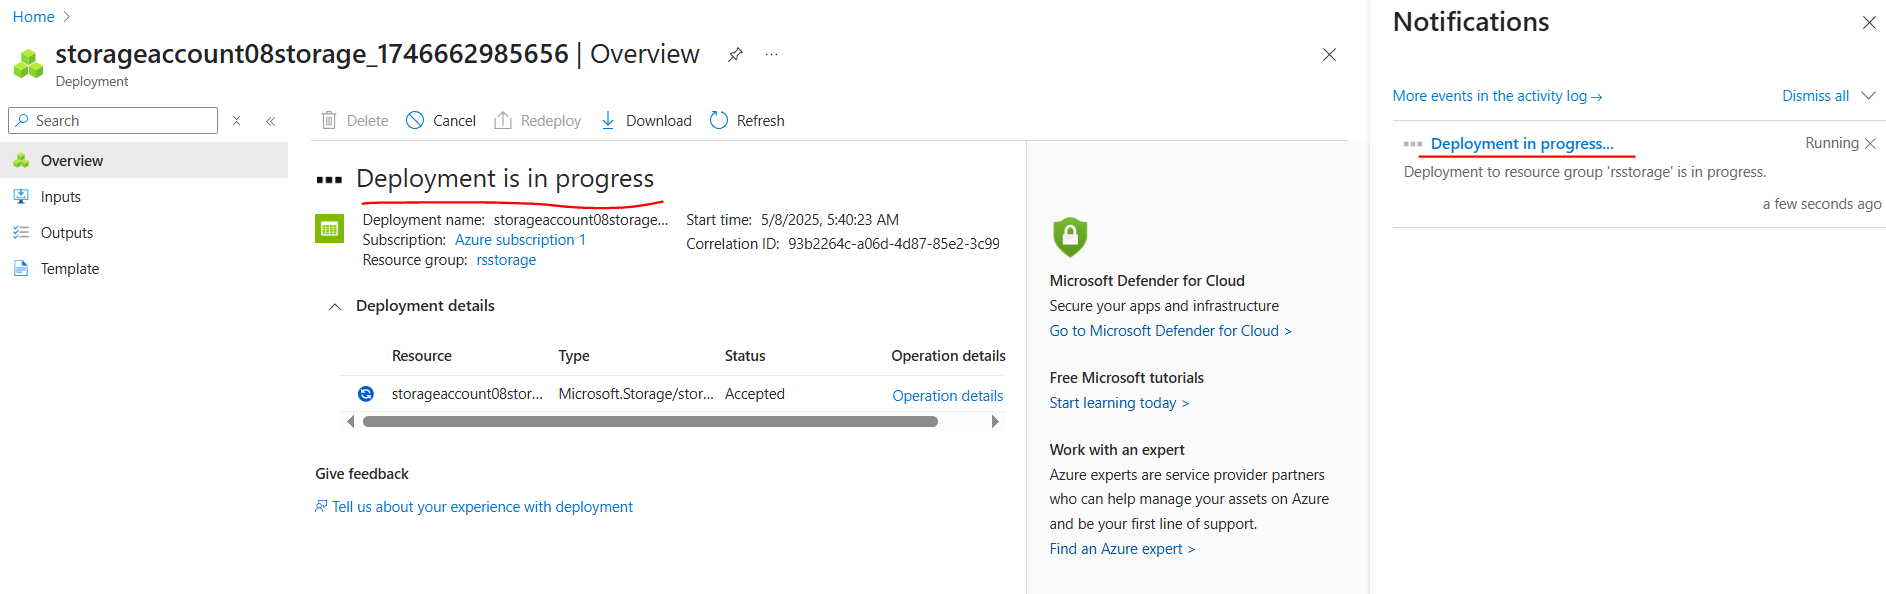 Home
storageaccount08storage_1746662985656 | Overview
Deployment
Search
Overview
Inputs
Outputs
Template
Delete Cancel Redeploy Download Refresh
Deployment is in progress
Deployment name: storageaccount08storage...
Subscription: Azure subscription 1
Resource group: rsstorage
Start time: 5/8/2025, 5:40:23 AM
Correlation ID: 93b2264c-a06d-4d87-85e2-3c99
Deployment details
Resource Type Status Operation details
storageaccount08stor... Microsoft.Storage/stor... Accepted Operation details
Give feedback
Tell us about your experience with deployment
Microsoft Defender for Cloud
Secure your apps and infrastructure
Go to Microsoft Defender for Cloud >
Free Microsoft tutorials
Start learning today >
Work with an expert
Azure experts are service provider partners
who can help manage your assets on Azure
and be your first line of support.
Find an Azure expert >
Notifications
More events in the activity log →
Dismiss all
Deployment in progress...
Running
Deployment to resource group 'rsstorage' is in progress.
a few seconds ago